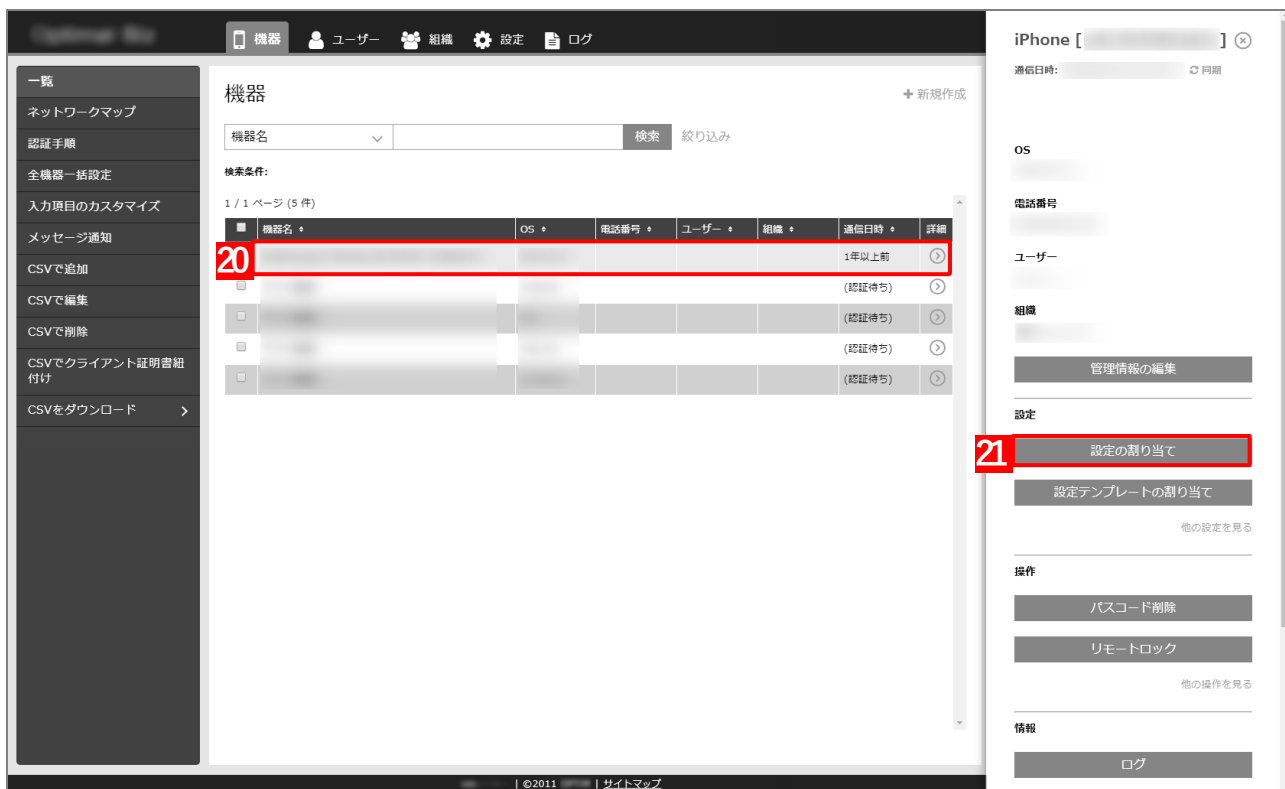 機器
ユーザー
組織
設定
ログ
一覧
ネットワークマップ
認証手順
全機器一括設定
入力項目のカスタマイズ
メッセージ通知
CSVで追加
CSVで編集
CSVで削除
CSVでクライアント証明書紐
付け
CSVをダウンロード
機器
新規作成
機器名
検索
絞り込み
検索条件:
1 / 1 ページ (5 件)
機器名 OS 電話番号 ユーザー 組織 通信日時 詳細
20
1年以上前
(認証待ち)
(認証待ち)
(認証待ち)
(認証待ち)
| ©2011 | サイトマップ
iPhone [ ]
通信日時: 同期
OS
電話番号
ユーザー
組織
管理情報の編集
設定
21
設定の割り当て
設定テンプレートの割り当て
他の設定を見る
操作
パスコード削除
リモートロック
他の操作を見る
情報
ログ